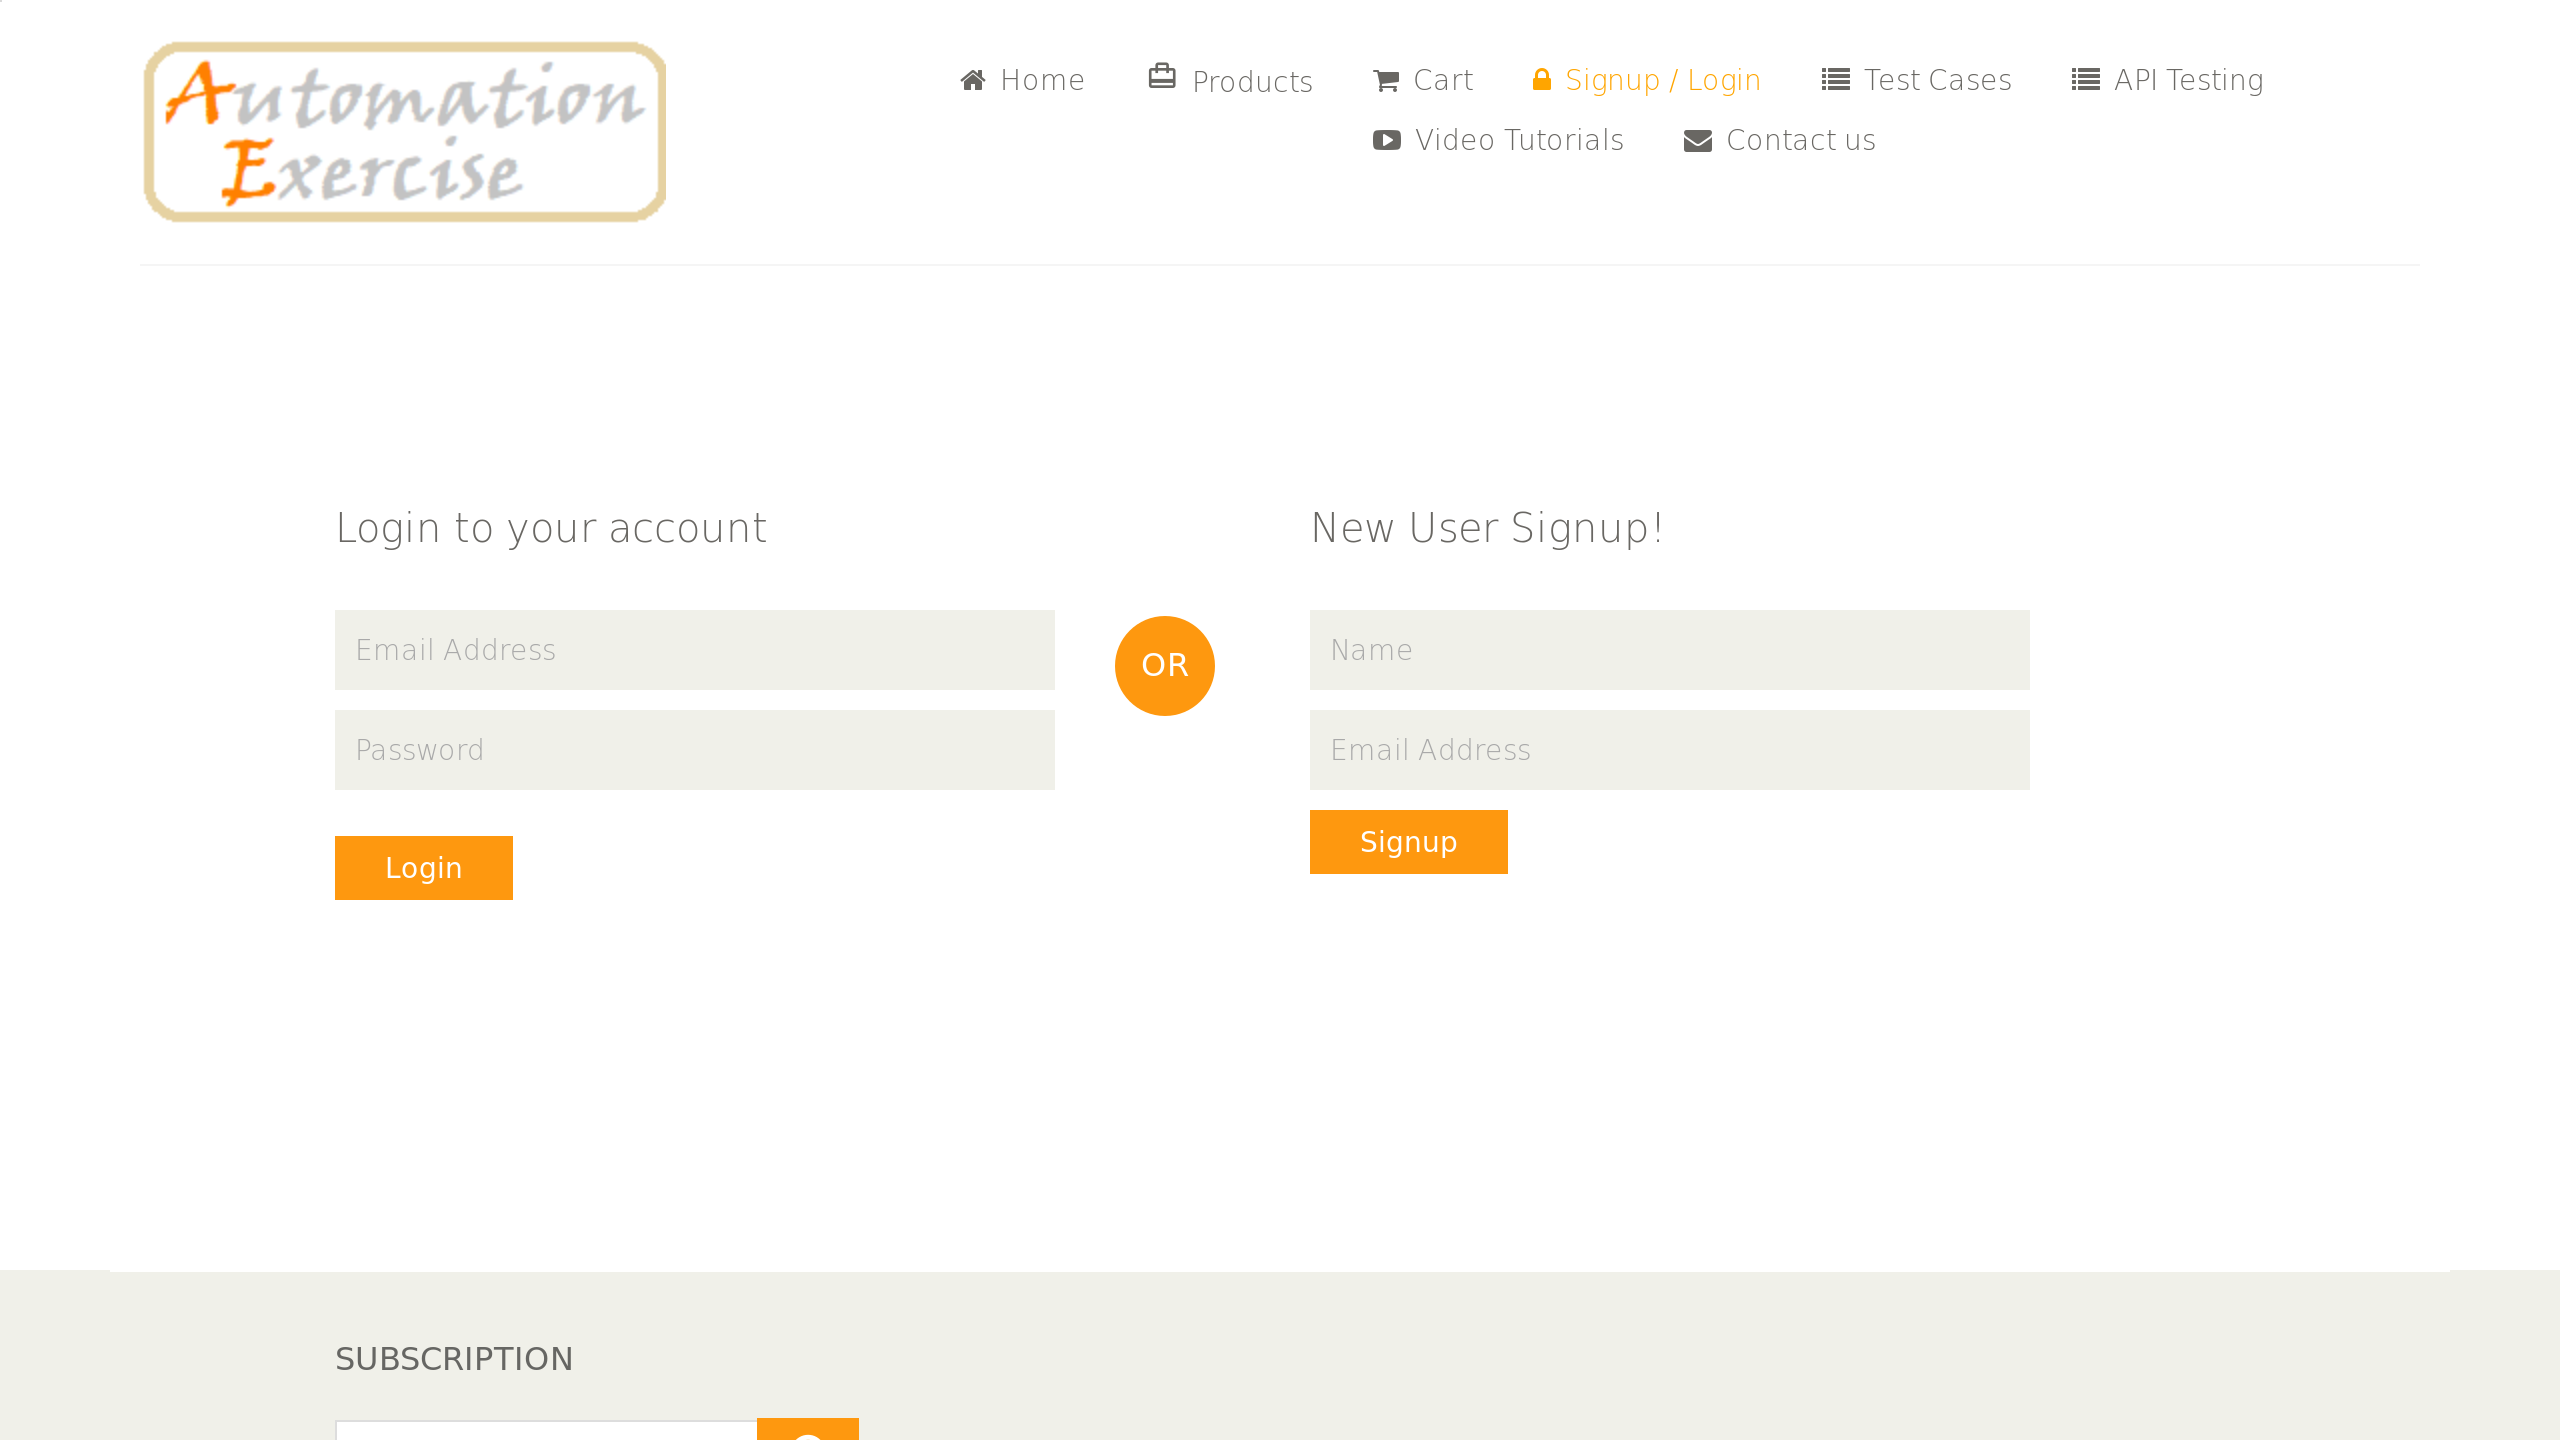 Automation
Exercise
Home
Products
Cart
Signup / Login
Test Cases
API Testing
Video Tutorials
Contact us
Login to your account
Email Address
Password
Login
OR
New User Signup!
Name
Email Address
Signup
SUBSCRIPTION